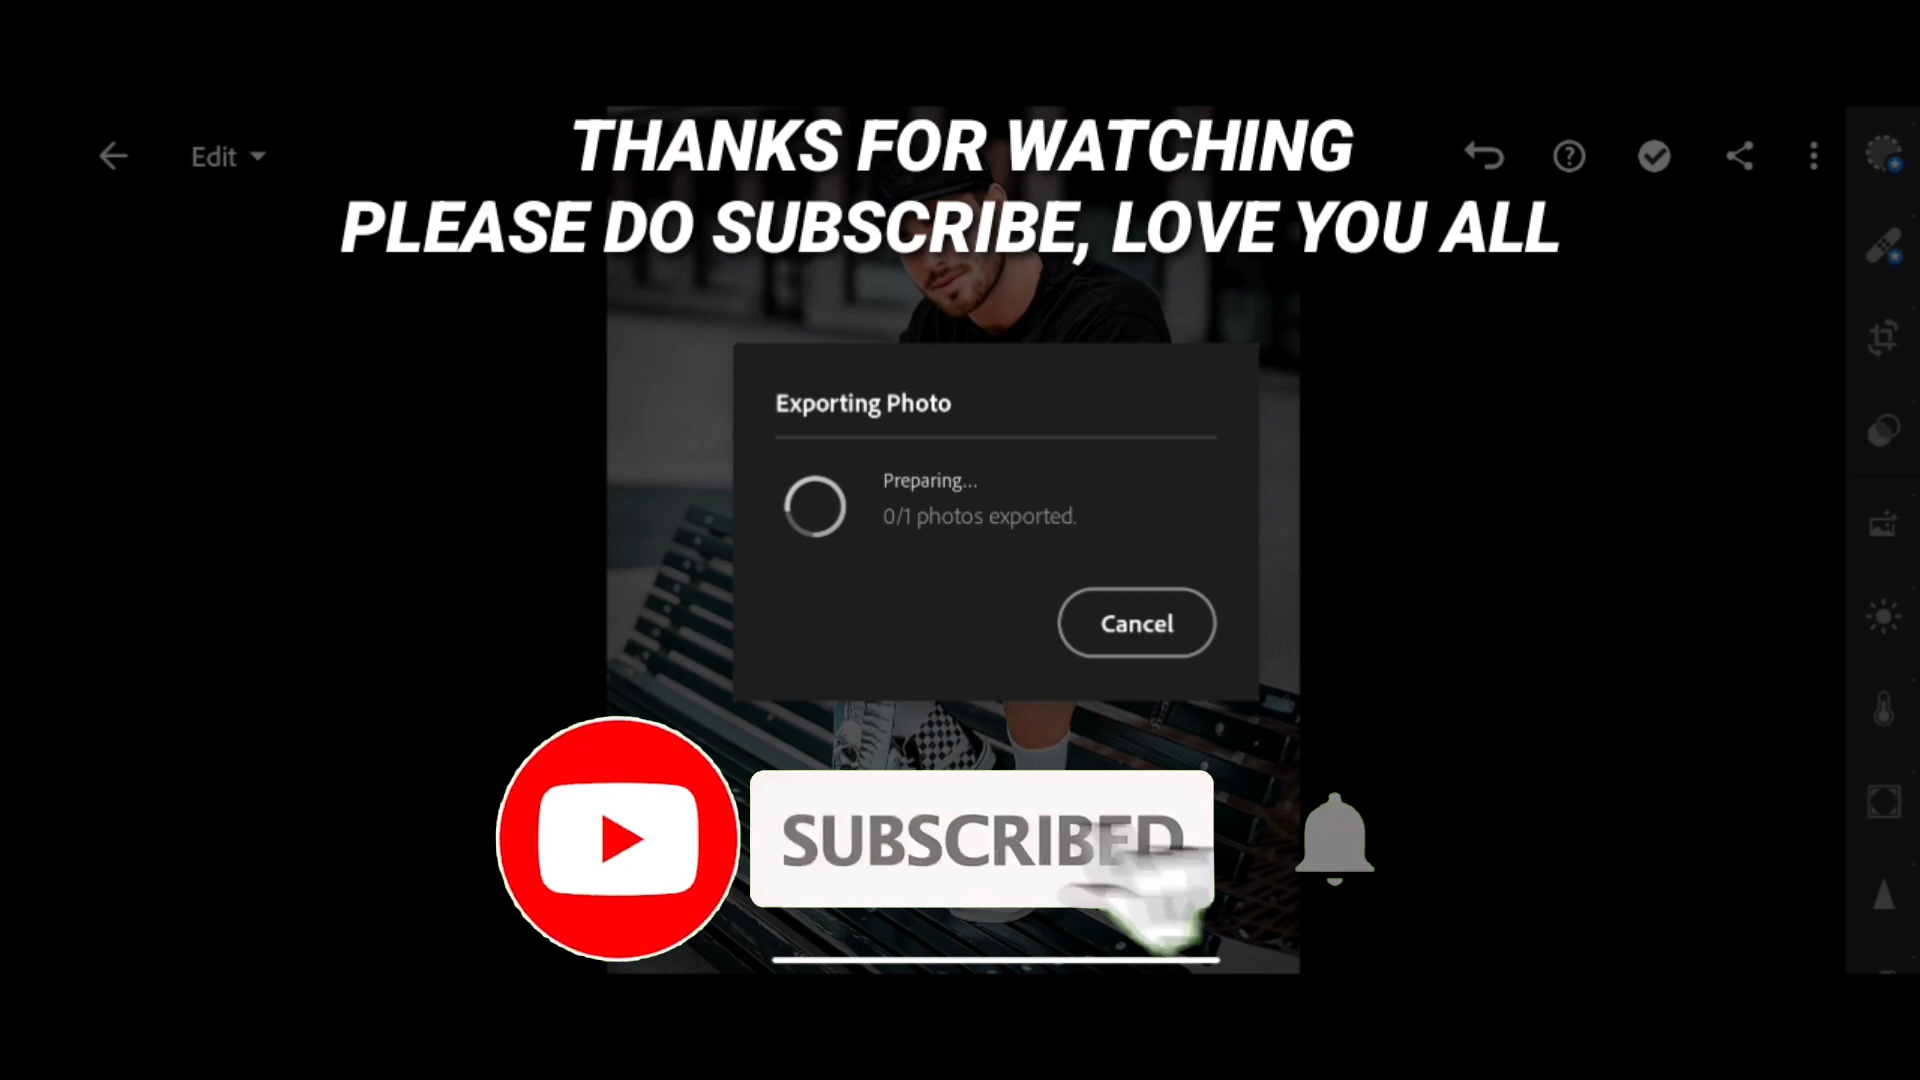 THANKS FOR WATCHING
PLEASE DO SUBSCRIBE, LOVE YOU ALL
Edit
Exporting Photo
Preparing...
0/1 photos exported.
Cancel
SUBSCRIBED